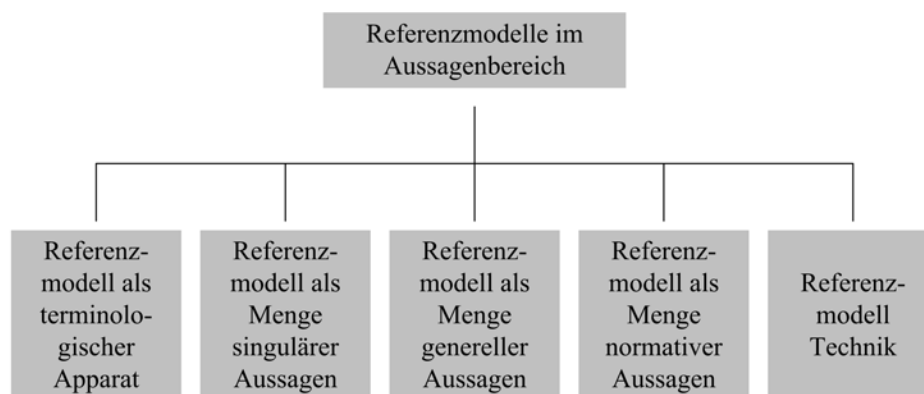 Referenzmodelle im
Aussagenbereich
Referenz-
modell als
terminolo-
gischer
Apparat
Referenz-
modell als
Menge
singulärer
Aussagen
Referenz-
modell als
Menge
genereller
Aussagen
Referenz-
modell als
Menge
normativer
Aussagen
Referenz-
modell
Technik